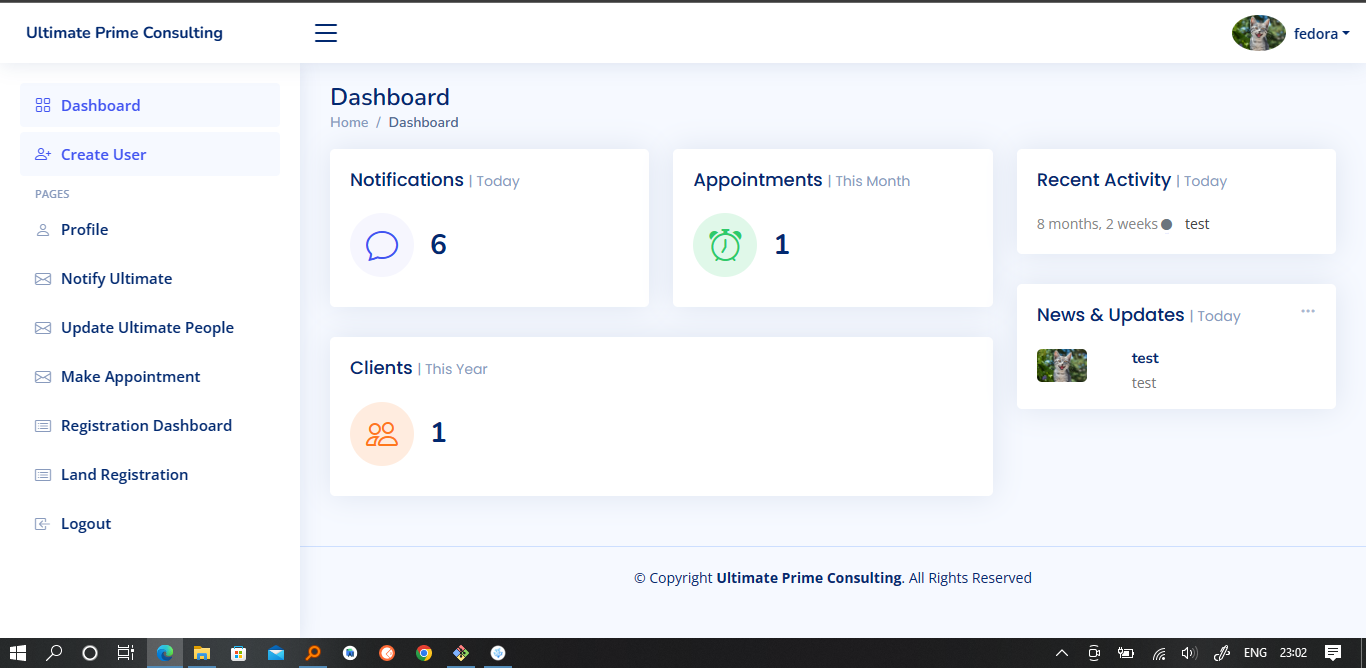 Ultimate Prime Consulting
fedora
Dashboard
Create User
PAGES
Profile
Notify Ultimate
Update Ultimate People
Make Appointment
Registration Dashboard
Land Registration
Logout
Dashboard
Home / Dashboard
Notifications | Today
6
Appointments | This Month
1
Clients | This Year
1
Recent Activity | Today
8 months, 2 weeks test
News & Updates | Today
test
test
© Copyright Ultimate Prime Consulting. All Rights Reserved
ENG 23:02